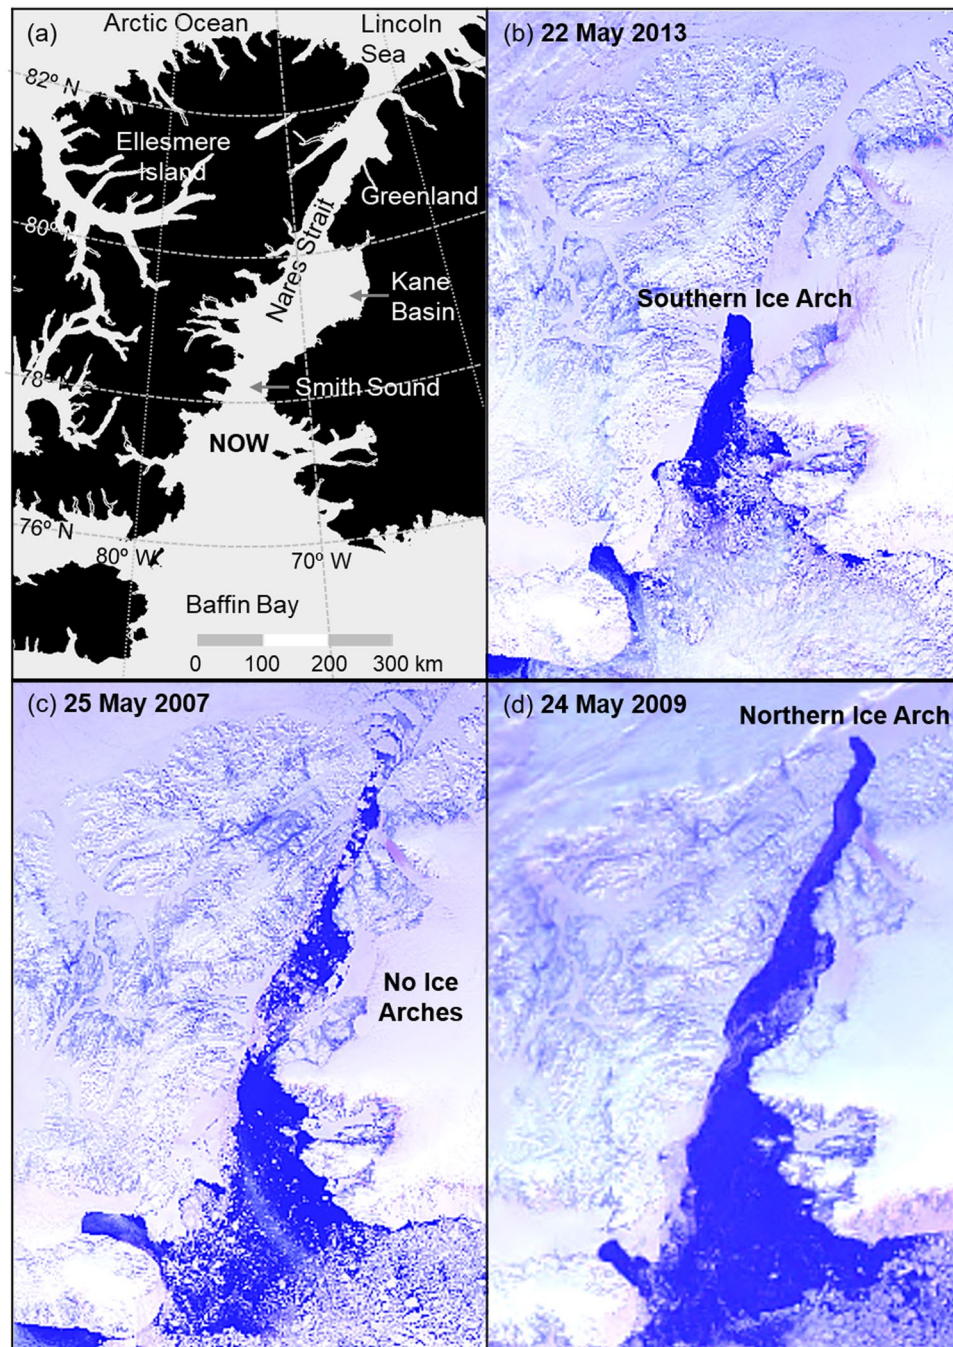 (a)
Arctic Ocean
Lincoln
Sea
82° N
Ellesmere
Island
Greenland
80° N
Nares Strait
Kane
Basin
78°
Smith Sound
NOW
76° N
80° W
70° W
Baffin Bay
0 100 200 300 km
(b) 22 May 2013
Southern Ice Arch
(c) 25 May 2007
No Ice
Arches
(d) 24 May 2009
Northern Ice Arch